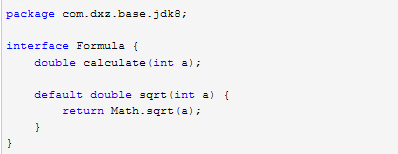 package com.dxz.base.jdk8;
interface Formula {
    double calculate(int a);
    default double sqrt(int a) {
        return Math.sqrt(a);
    }
}